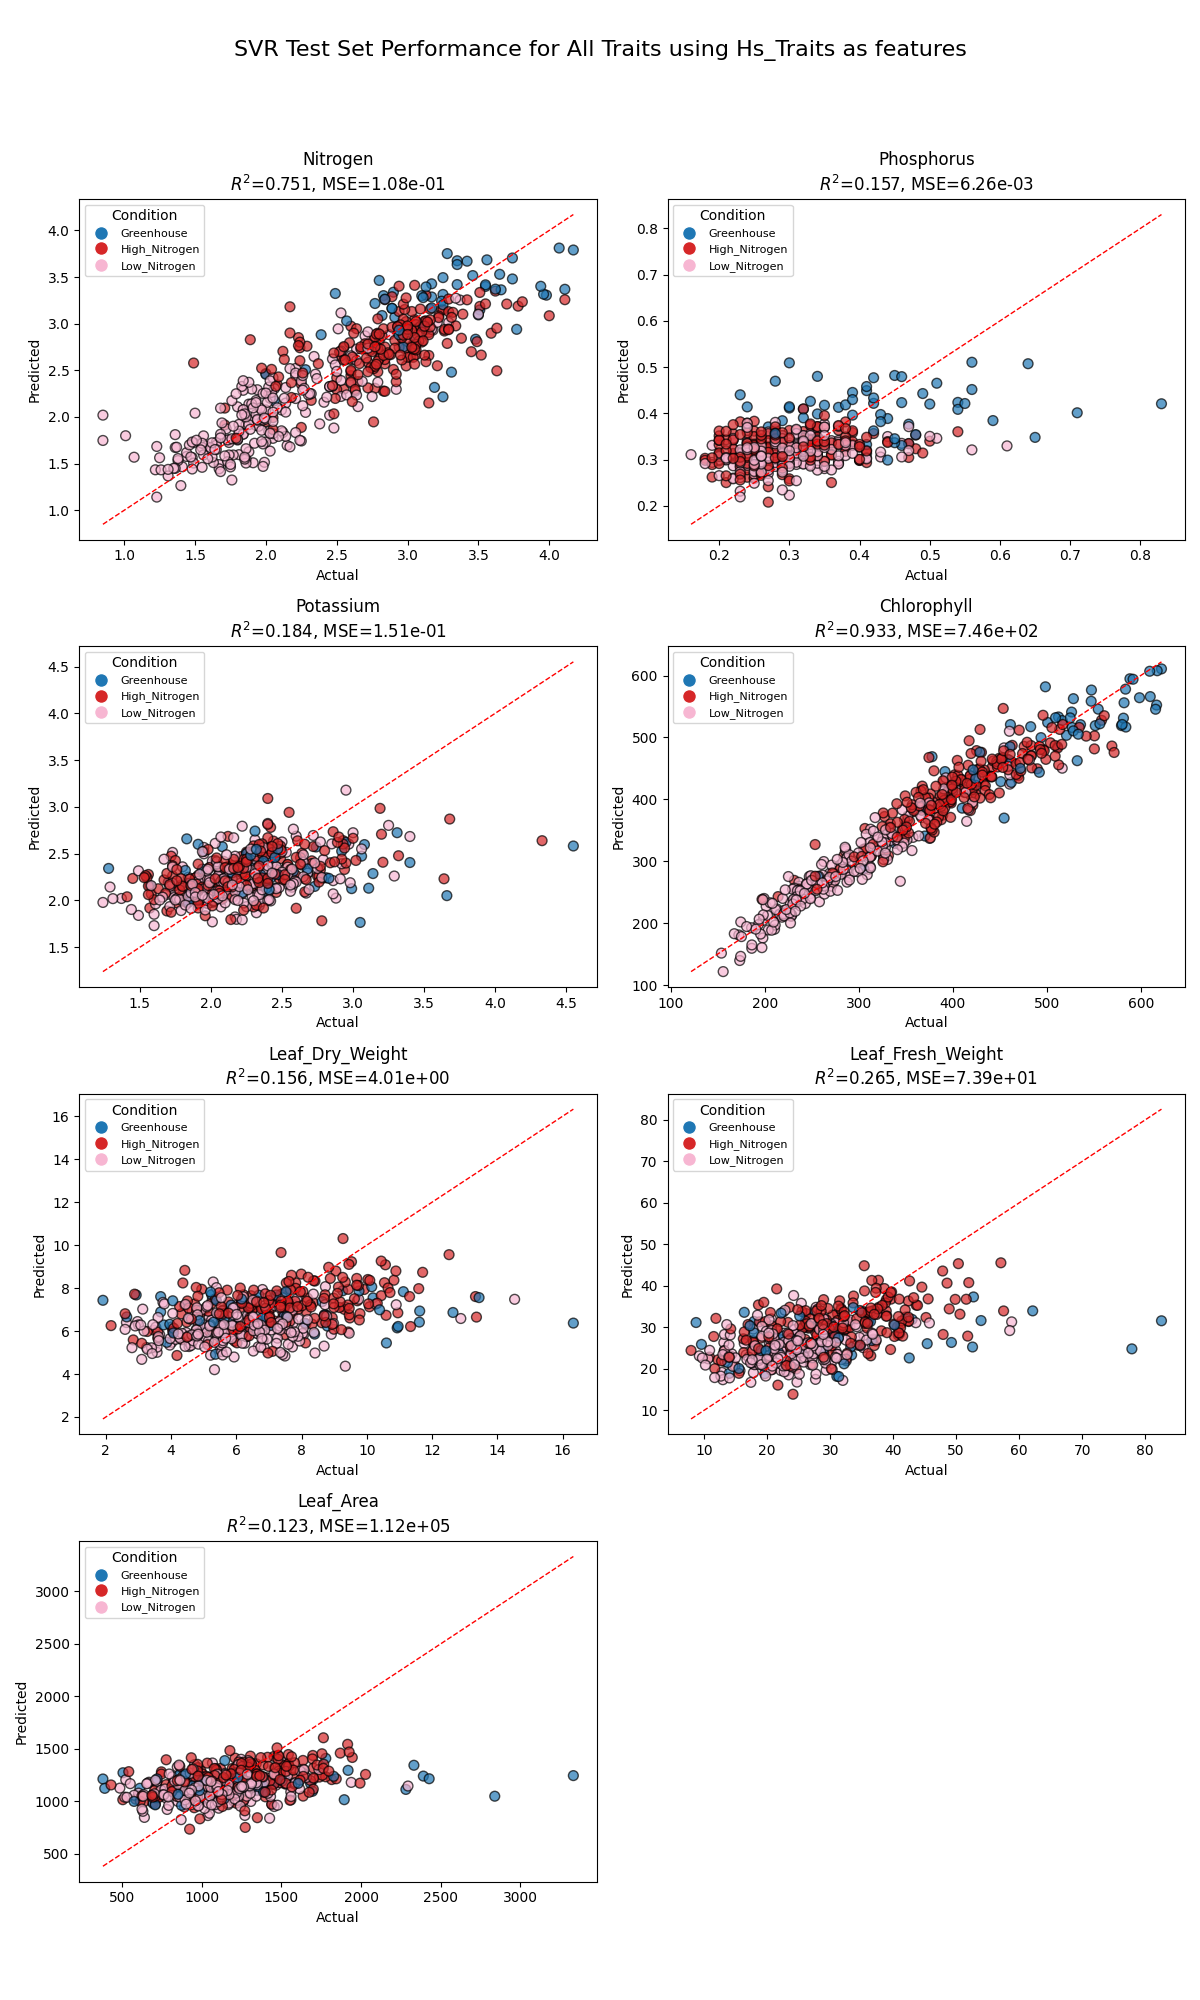 SVR Test Set Performance for All Traits using Hs_Traits as features
Nitrogen
R²=0.751, MSE=1.08e-01
Condition
Greenhouse
High_Nitrogen
Low_Nitrogen
4.0
3.5
3.0
2.5
2.0
1.5
1.0
Predicted
1.0 1.5 2.0 2.5 3.0 3.5 4.0
Actual
Phosphorus
R²=0.157, MSE=6.26e-03
Condition
Greenhouse
High_Nitrogen
Low_Nitrogen
0.8
0.7
0.6
0.5
0.4
0.3
0.2
Predicted
0.2 0.3 0.4 0.5 0.6 0.7 0.8
Actual
Potassium
R²=0.184, MSE=1.51e-01
Condition
Greenhouse
High_Nitrogen
Low_Nitrogen
4.5
4.0
3.5
3.0
2.5
2.0
1.5
Predicted
1.5 2.0 2.5 3.0 3.5 4.0 4.5
Actual
Chlorophyll
R²=0.933, MSE=7.46e+02
Condition
Greenhouse
High_Nitrogen
Low_Nitrogen
600
500
400
300
200
100
Predicted
100 200 300 400 500 600
Actual
Leaf_Dry_Weight
R²=0.156, MSE=4.01e+00
Condition
Greenhouse
High_Nitrogen
Low_Nitrogen
16
14
12
10
8
6
4
2
Predicted
2 4 6 8 10 12 14 16
Actual
Leaf_Fresh_Weight
R²=0.265, MSE=7.39e+01
Condition
Greenhouse
High_Nitrogen
Low_Nitrogen
80
70
60
50
40
30
20
10
Predicted
10 20 30 40 50 60 70 80
Actual
Leaf_Area
R²=0.123, MSE=1.12e+05
Condition
Greenhouse
High_Nitrogen
Low_Nitrogen
3000
2500
2000
1500
1000
500
Predicted
500 1000 1500 2000 2500 3000
Actual